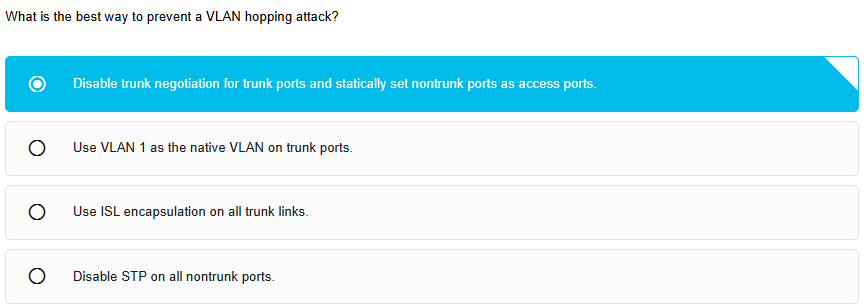 What is the best way to prevent a VLAN hopping attack?
Disable trunk negotiation for trunk ports and statically set nontrunk ports as access ports.
Use VLAN 1 as the native VLAN on trunk ports.
Use ISL encapsulation on all trunk links.
Disable STP on all nontrunk ports.